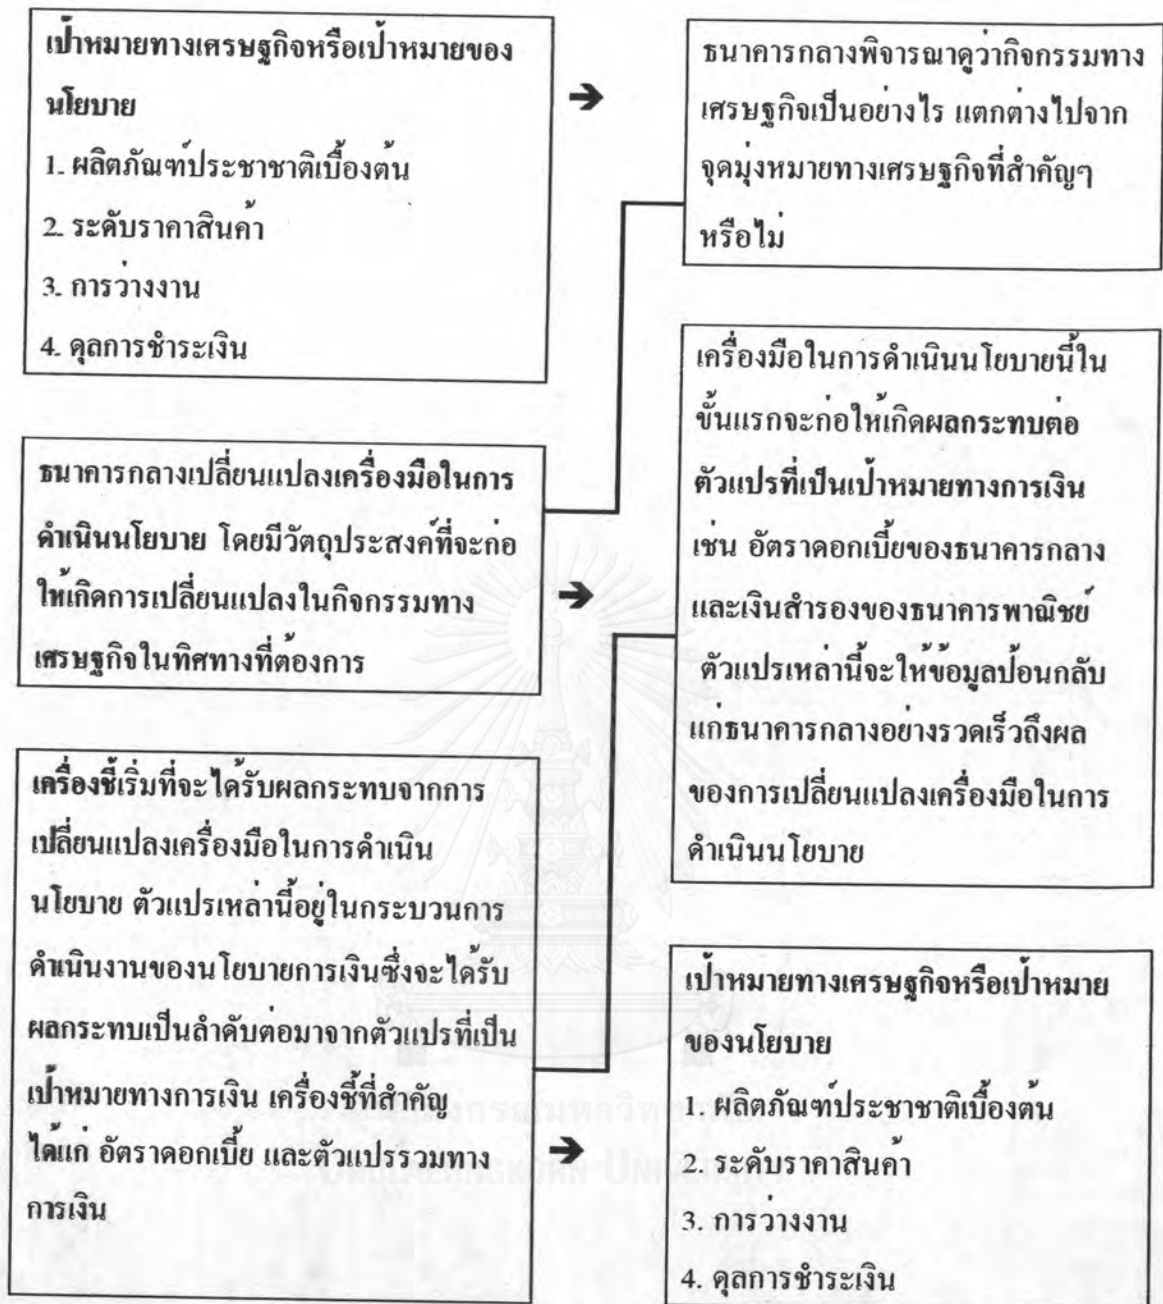 เป้าหมายทางเศรษฐกิจหรือเป้าหมายของ
นโยบาย
1. ผลิตภัณฑ์ประชาชาติเบื้องต้น
2. ระดับราคาสินค้า
3. การว่างงาน
4. ดุลการชำระเงิน
ธนาคารกลางพิจารณาดูว่ากิจกรรมทาง
เศรษฐกิจเป็นอย่างไร แตกต่างไปจาก
จุดมุ่งหมายทางเศรษฐกิจที่สำคัญๆ
หรือไม่
ธนาคารกลางเปลี่ยนแปลงเครื่องมือในการ
ดำเนินนโยบาย โดยมีวัตถุประสงค์ที่จะก่อ
ให้เกิดการเปลี่ยนแปลงในกิจกรรมทาง
เศรษฐกิจในทิศทางที่ต้องการ
เครื่องมือในการดำเนินนโยบายนี้ใน
ขั้นแรกจะก่อให้เกิดผลกระทบต่อ
ตัวแปรที่เป็นเป้าหมายทางการเงิน
เช่น อัตราดอกเบี้ยของธนาคารกลาง
และเงินสำรองของธนาคารพาณิชย์
ตัวแปรเหล่านี้จะให้ข้อมูลป้อนกลับ
แก่ธนาคารกลางอย่างรวดเร็วถึงผล
ของการเปลี่ยนแปลงเครื่องมือในการ
ดำเนินนโยบาย
เครื่องชี้เริ่มที่จะได้รับผลกระทบจากการ
เปลี่ยนแปลงเครื่องมือในการดำเนิน
นโยบาย ตัวแปรเหล่านี้อยู่ในกระบวนการ
ดำเนินงานของนโยบายการเงินซึ่งจะได้รับ
ผลกระทบเป็นลำดับต่อมาจากตัวแปรที่เป็น
เป้าหมายทางการเงิน เครื่องชี้ที่สำคัญ
ได้แก่ อัตราดอกเบี้ย และตัวแปรรวมทาง
การเงิน
เป้าหมายทางเศรษฐกิจหรือเป้าหมาย
ของนโยบาย
1. ผลิตภัณฑ์ประชาชาติเบื้องต้น
2. ระดับราคาสินค้า
3. การว่างงาน
4. ดุลการชำระเงิน